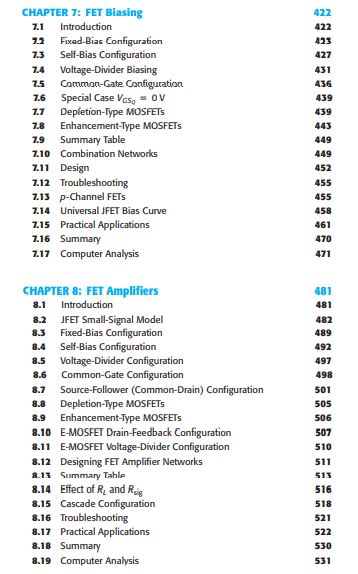 CHAPTER 7: FET Biasing 422
7.1 Introduction 422
7.2 Fixed-Bias Configuration 423
7.3 Self-Bias Configuration 427
7.4 Voltage-Divider Biasing 431
7.5 Common-Gate Configuration 436
7.6 Special Case VGSQ = 0 V 439
7.7 Depletion-Type MOSFETs 439
7.8 Enhancement-Type MOSFETs 443
7.9 Summary Table 449
7.10 Combination Networks 449
7.11 Design 452
7.12 Troubleshooting 455
7.13 p-Channel FETs 455
7.14 Universal JFET Bias Curve 458
7.15 Practical Applications 461
7.16 Summary 470
7.17 Computer Analysis 471
CHAPTER 8: FET Amplifiers 481
8.1 Introduction 481
8.2 JFET Small-Signal Model 482
8.3 Fixed-Bias Configuration 489
8.4 Self-Bias Configuration 492
8.5 Voltage-Divider Configuration 497
8.6 Common-Gate Configuration 498
8.7 Source-Follower (Common-Drain) Configuration 501
8.8 Depletion-Type MOSFETs 505
8.9 Enhancement-Type MOSFETs 506
8.10 E-MOSFET Drain-Feedback Configuration 507
8.11 E-MOSFET Voltage-Divider Configuration 510
8.12 Designing FET Amplifier Networks 511
8.13 Summary Table 513
8.14 Effect of RL and Rsig 516
8.15 Cascade Configuration 518
8.16 Troubleshooting 521
8.17 Practical Applications 522
8.18 Summary 530
8.19 Computer Analysis 531